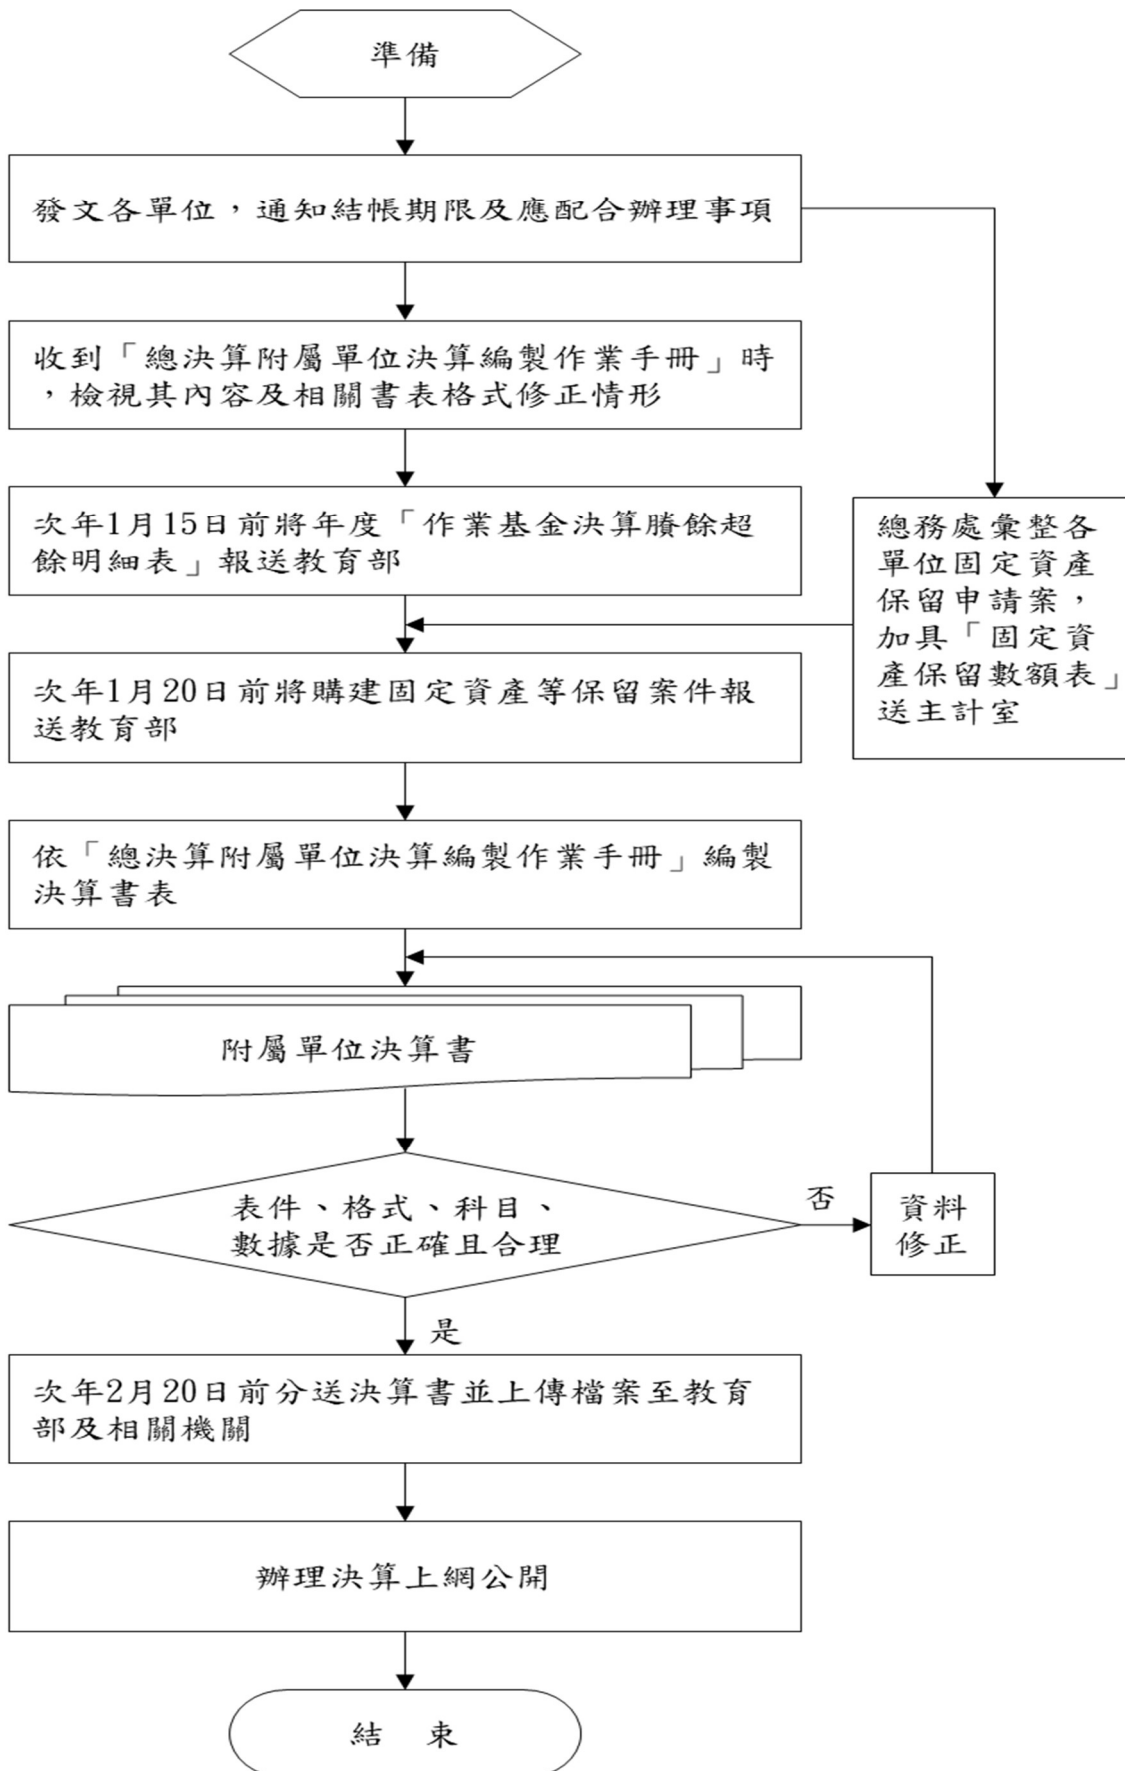 準備
發文各單位，通知結帳期限及應配合辦理事項
收到「總決算附屬單位決算編製作業手冊」時
，檢視其內容及相關書表格式修正情形
次年1月15日前將年度「作業基金決算賸餘超
餘明細表」報送教育部
總務處彙整各
單位固定資產
保留申請案，
加具「固定資
產保留數額表」
送主計室
次年1月20日前將購建固定資產等保留案件報
送教育部
依「總決算附屬單位決算編製作業手冊」編製
決算書表
附屬單位決算書
表件、格式、科目、
數據是否正確且合理
否
資料
修正
是
次年2月20日前分送決算書並上傳檔案至教育
部及相關機關
辦理決算上網公開
結 束